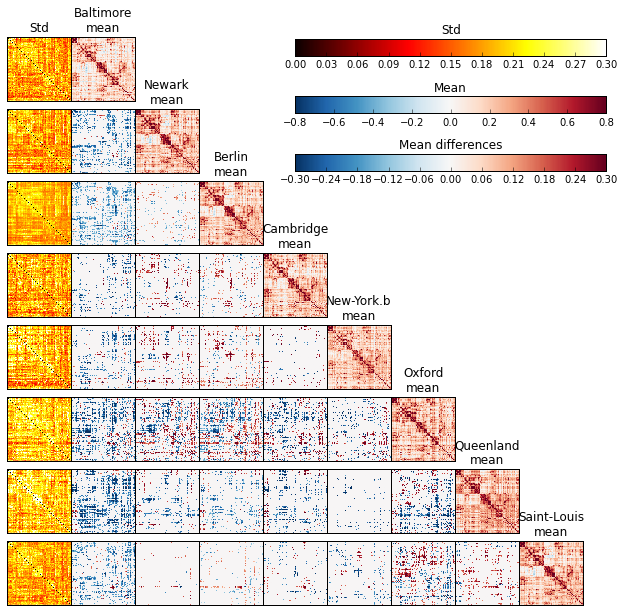 Std
Baltimore
mean
Newark
mean
Berlin
mean
Cambridge
mean
New-York.b
mean
Oxford
mean
Queenland
mean
Saint-Louis
mean
Std
0.00 0.03 0.06 0.09 0.12 0.15 0.18 0.21 0.24 0.27 0.30
Mean
−0.8 −0.6 −0.4 −0.2 0.0 0.2 0.4 0.6 0.8
Mean differences
−0.30 −0.24 −0.18 −0.12 −0.06 0.00 0.06 0.12 0.18 0.24 0.30